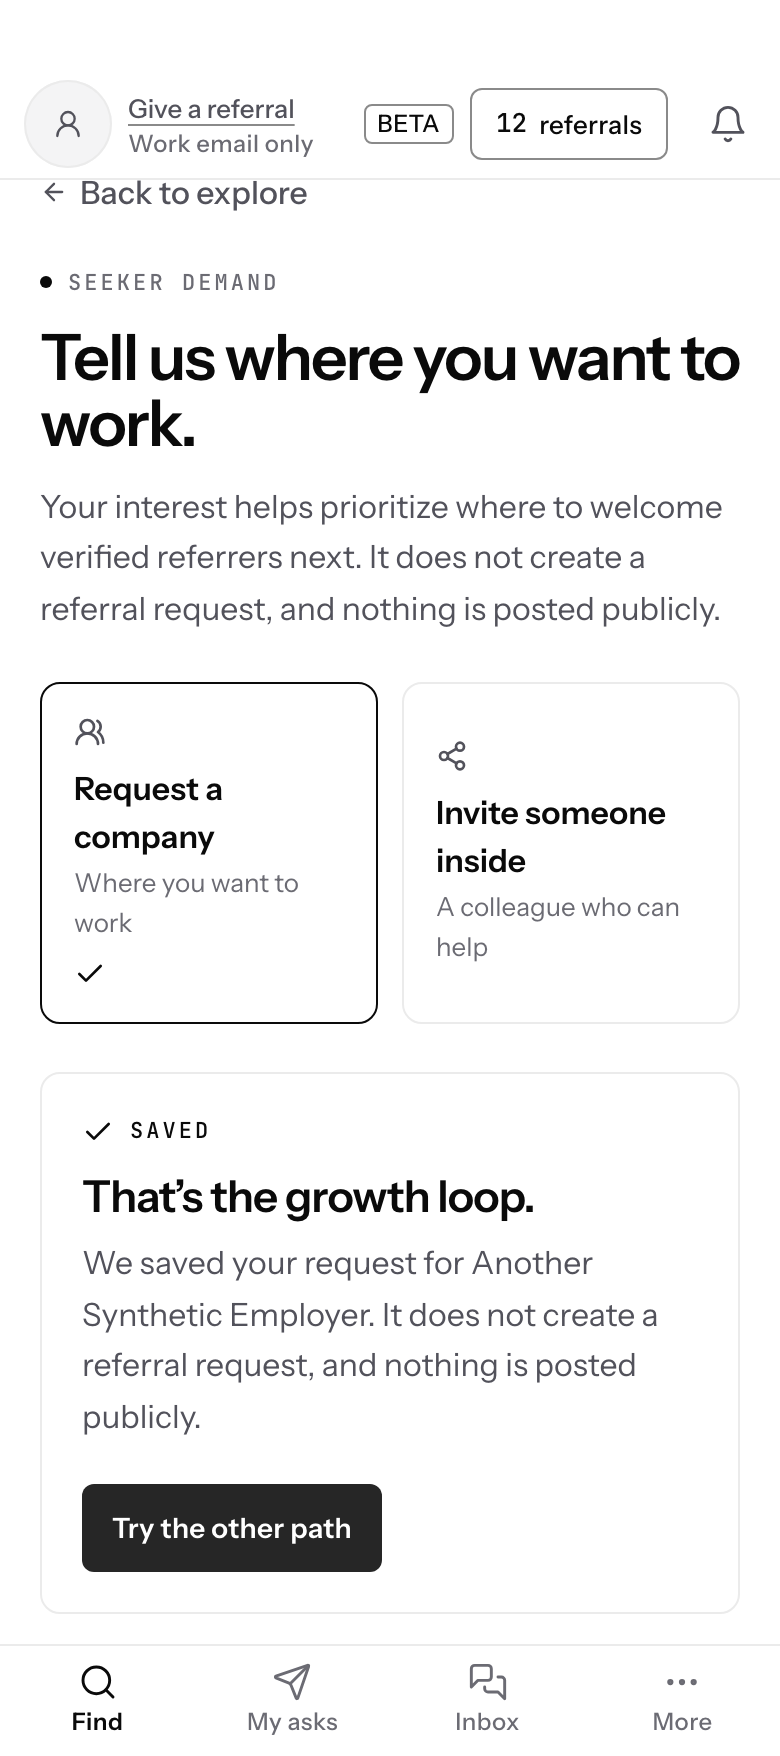 Give a referral
Work email only
BETA
12 referrals
Back to explore
SEEKER DEMAND
Tell us where you want to
work.
Your interest helps prioritize where to welcome
verified referrers next. It does not create a
referral request, and nothing is posted publicly.
Request a
company
Where you want to
work
Invite someone
inside
A colleague who can
help
SAVED
That’s the growth loop.
We saved your request for Another
Synthetic Employer. It does not create a
referral request, and nothing is posted
publicly.
Try the other path
Find
My asks
Inbox
More